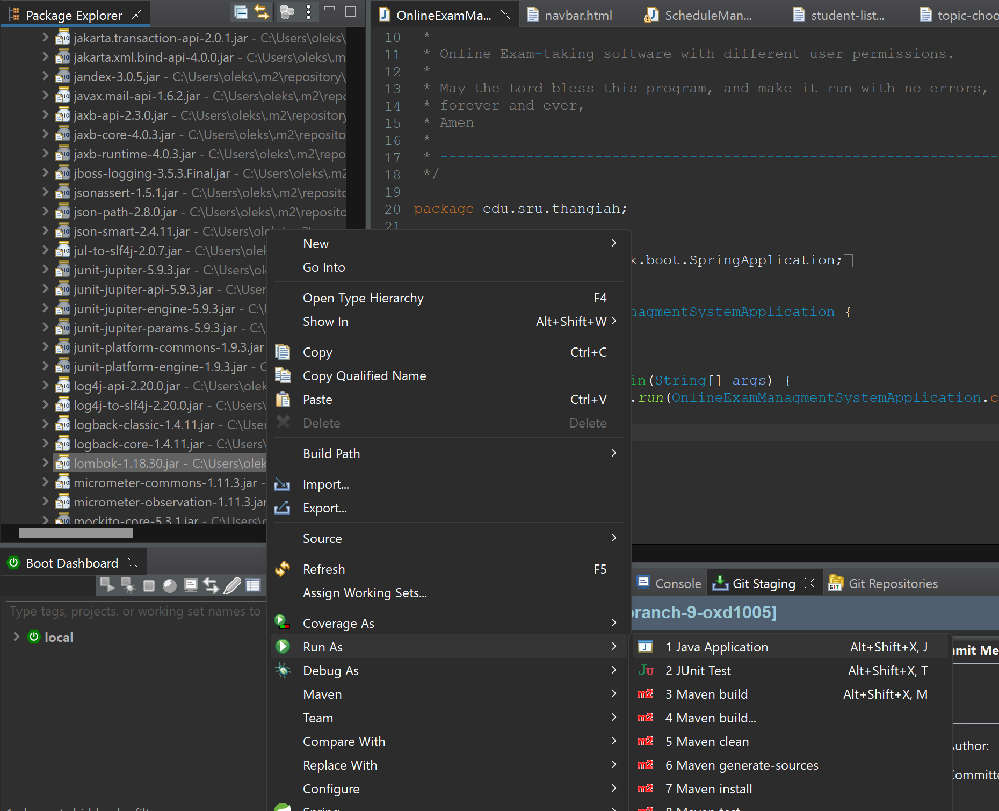 Package Explorer
jakarta.transaction-api-2.0.1.jar - C:\Users\oleks\
jakarta.xml.bind-api-4.0.0.jar - C:\Users\oleks\.m
jandex-3.0.5.jar - C:\Users\oleks\.m2\repository\
javax.mail-api-1.6.2.jar - C:\Users\oleks\.m2\repo
jaxb-api-2.3.0.jar - C:\Users\oleks\.m2\repository
jaxb-core-4.0.3.jar - C:\Users\oleks\.m2\reposito
jaxb-runtime-4.0.3.jar - C:\Users\oleks\.m2\repo
jboss-logging-3.5.3.Final.jar - C:\Users\oleks\.m2
jsonassert-1.5.1.jar - C:\Users\oleks\.m2\reposito
json-path-2.8.0.jar - C:\Users\oleks\.m2\reposito
json-smart-2.4.11.jar - C:\Users\oleks\.m2\
jul-to-slf4j-2.0.7.jar - C:\Users\olek
junit-jupiter-5.9.3.jar - C:\Users\o
junit-jupiter-api-5.9.3.jar - C:\User
junit-jupiter-engine-5.9.3.jar - C:\
junit-jupiter-params-5.9.3.jar - C:\
junit-platform-commons-1.9.3.jar
junit-platform-engine-1.9.3.jar - C
log4j-api-2.20.0.jar - C:\Users\olek
log4j-to-slf4j-2.20.0.jar - C:\Users
logback-classic-1.4.11.jar - C:\User
logback-core-1.4.11.jar - C:\Users\
lombok-1.18.30.jar - C:\Users\olek
micrometer-commons-1.11.3.jar -
micrometer-observation-1.11.3.jar
mockito-core-5.3.1.jar - C:\Users\o
Boot Dashboard
Type tags, projects, or working set names to
local
OnlineExamMa...
navbar.html
ScheduleMan...
student-list...
topic-choo
10 *
11 * Online Exam-taking software with different user permissions.
12 *
13 * May the Lord bless this program, and make it run with no errors,
14 * forever and ever,
15 * Amen
16 *
17 * -----------------------------------------------------------------
18 */
19
20 package edu.sru.thangiah;
21
k.boot.SpringApplication;
nagmentSystemApplication {
in(String[] args) {
.run(OnlineExamManagmentSystemApplication.c
New
Go Into
Open Type Hierarchy F4
Show In Alt+Shift+W
Copy Ctrl+C
Copy Qualified Name
Paste Ctrl+V
Delete Delete
Build Path
Import...
Export...
Source
Refresh F5
Assign Working Sets...
Coverage As
Run As
Debug As
Maven
Team
Compare With
Replace With
Configure
Spring
Console
Git Staging
GIT
Git Repositories
branch-9-oxd1005]
1 Java Application Alt+Shift+X, J
2 JUnit Test Alt+Shift+X, T
3 Maven build Alt+Shift+X, M
4 Maven build...
5 Maven clean
6 Maven generate-sources
7 Maven install
8 Maven test
mmit Me
Author:
Committe